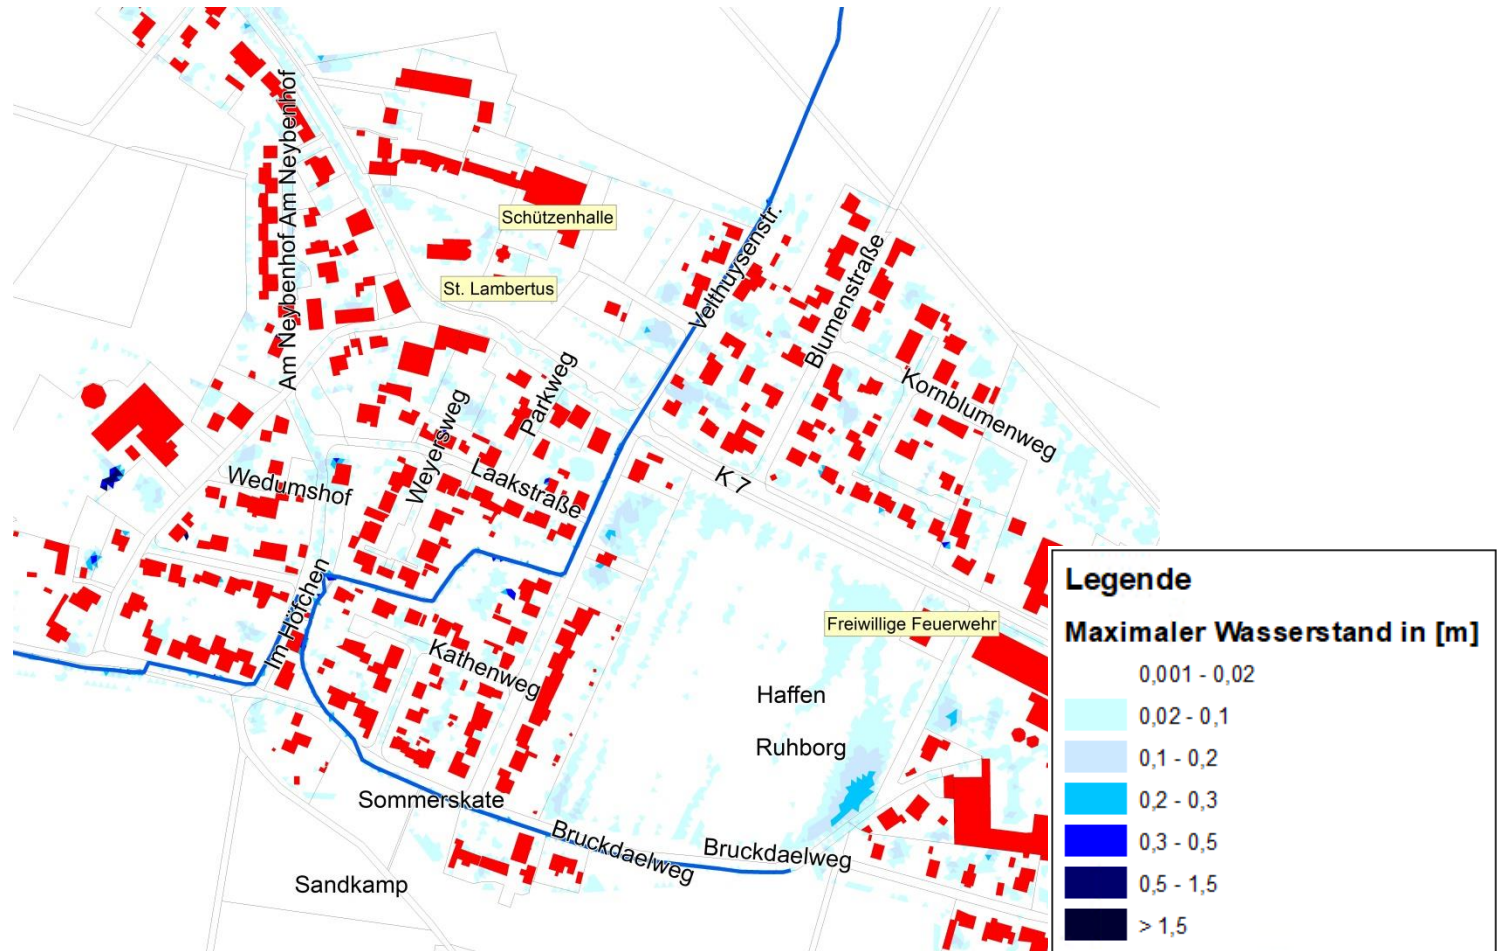 Am Neybenhof Am Neybenhof
Schützenhalle
St. Lambertus
Velthuysenstr.
Blumenstraße
Kornblumenweg
Parkweg
Weyersweg
Laakstraße
K 7
Wedumshof
Im Höfchen
Kathenweg
Freiwillige Feuerwehr
Haffen
Ruhborg
Sommerskate
Bruckdaelweg
Bruckdaelweg
Sandkamp
Legende
Maximaler Wasserstand in [m]
0,001 - 0,02
0,02 - 0,1
0,1 - 0,2
0,2 - 0,3
0,3 - 0,5
0,5 - 1,5
> 1,5